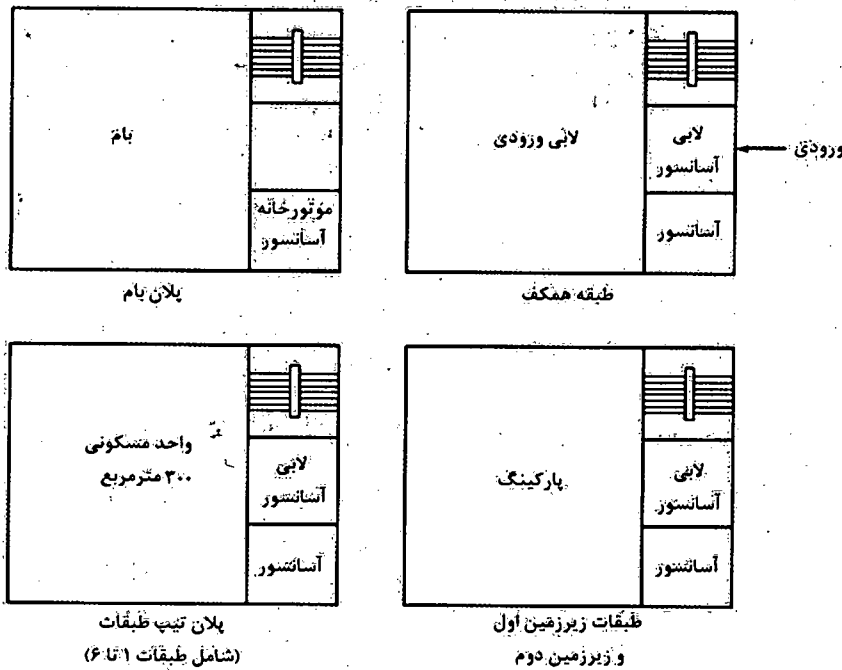 بام
موتورخانه
آسانسور
پلان بام
لابی ورودی
لابی
آسانسور
آسانسور
ورودی
طبقه همکف
واحد مسکونی
۳۰۰ مترمربع
لابی
آسانسور
آسانسور
پلان تیپ طبقات
(شامل طبقات ۱ تا ۶)
پارکینگ
لابی
آسانسور
آسانسور
طبقات زیرزمین اول
و زیرزمین دوم